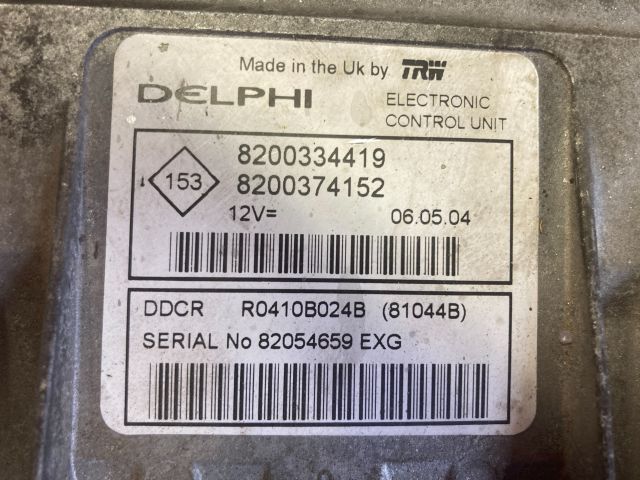 Made in the Uk by TRW
DELPHI ELECTRONIC
CONTROL UNIT
153
8200334419
8200374152
12V= 06.05.04
DDCR R0410B024B (81044B)
SERIAL No 82054659 EXG